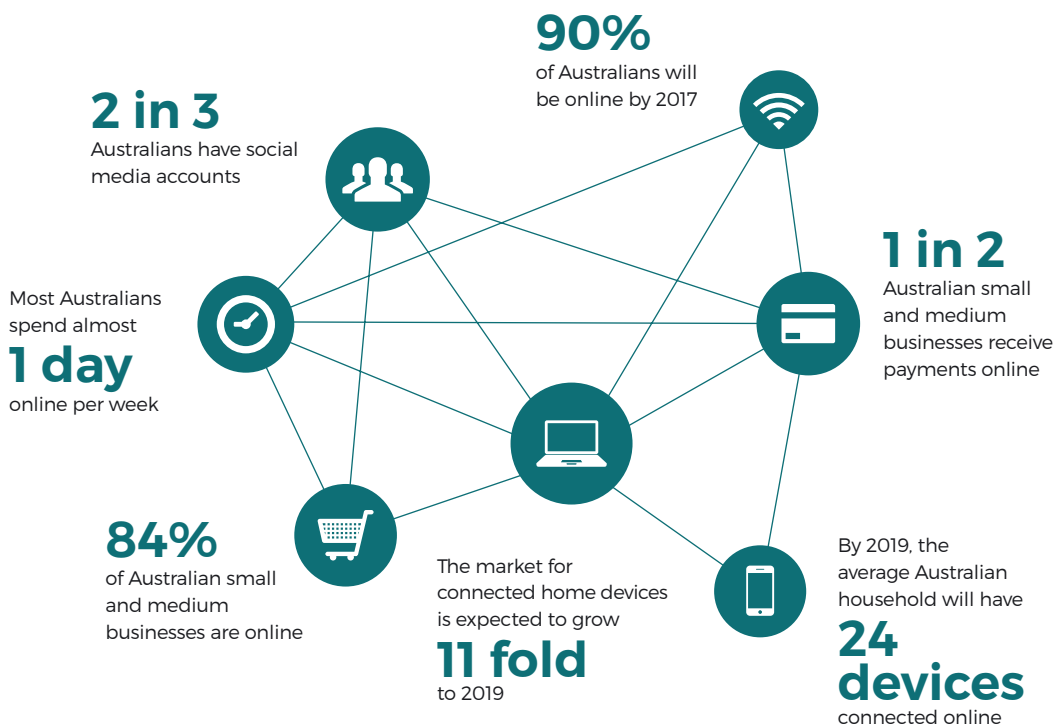 90%
of Australians will
be online by 2017
2 in 3
Australians have social
media accounts
1 in 2
Australian small
and medium
businesses receive
payments online
Most Australians
spend almost
1 day
online per week
84%
of Australian small
and medium
businesses are online
The market for
connected home devices
is expected to grow
11 fold
to 2019
By 2019, the
average Australian
household will have
24
devices
connected online